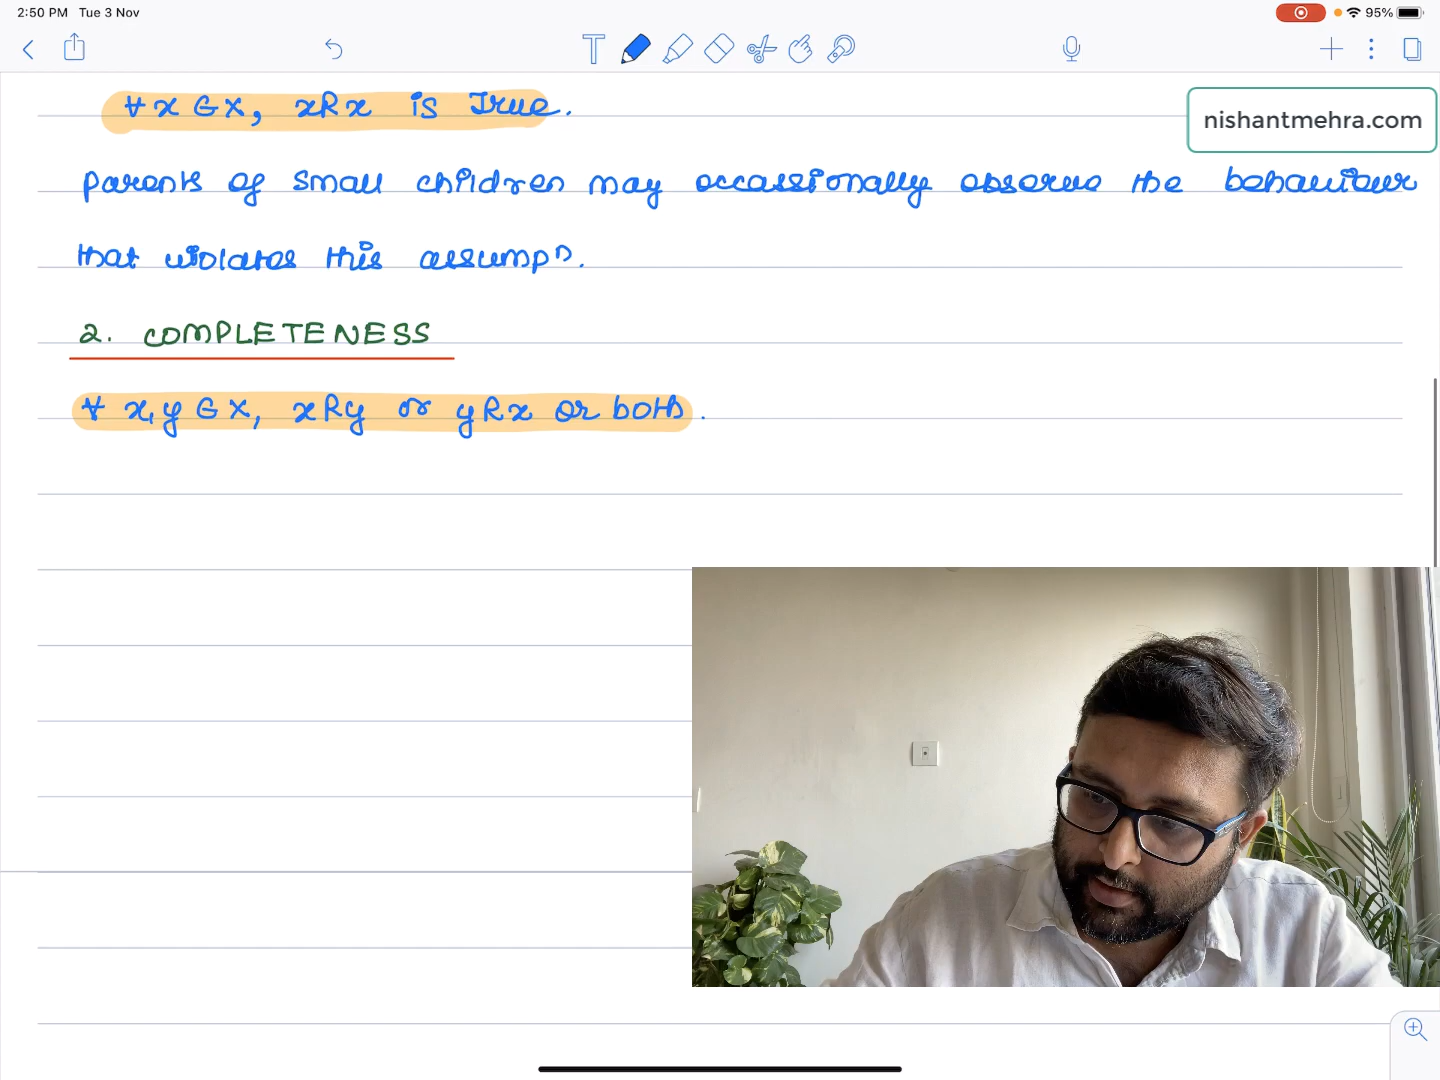 2:50 PM Tue 3 Nov
95%
∀ x ∈ X, xRx is True.
nishantmehra.com
Parents of small children may occassionally observe the behaviour
that violates this assumpⁿ.
2. COMPLETENESS
∀ x, y ∈ X, xRy or yRx or both.